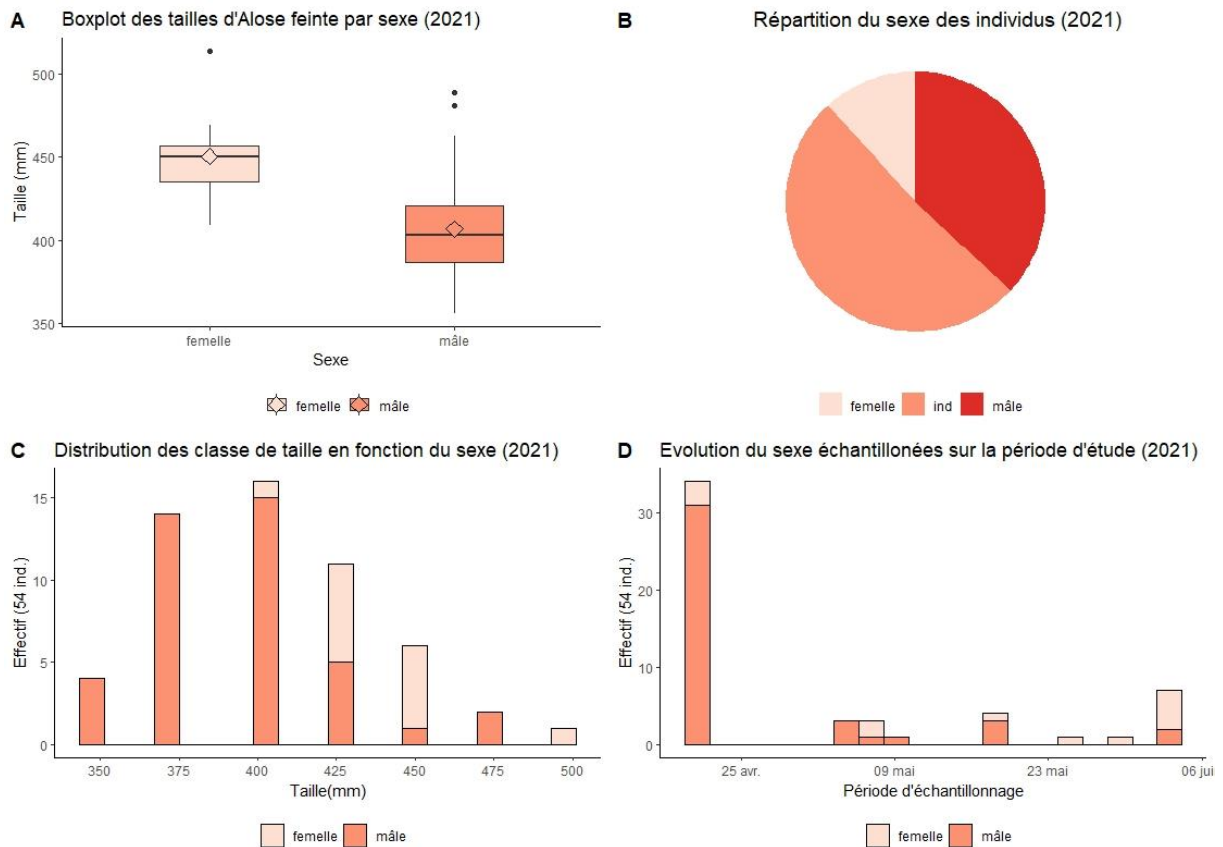 A Boxplot des tailles d'Alose feinte par sexe (2021)
500
450
400
350
Taille (mm)
femelle mâle
Sexe
femelle mâle
B Répartition du sexe des individus (2021)
femelle ind mâle
C Distribution des classe de taille en fonction du sexe (2021)
15
10
5
0
Effectif (54 ind.)
350 375 400 425 450 475 500
Taille(mm)
femelle mâle
D Evolution du sexe échantillonées sur la période d'étude (2021)
30
20
10
0
Effectif (54 ind.)
25 avr. 09 mai 23 mai 06 jui
Période d'échantillonnage
femelle mâle